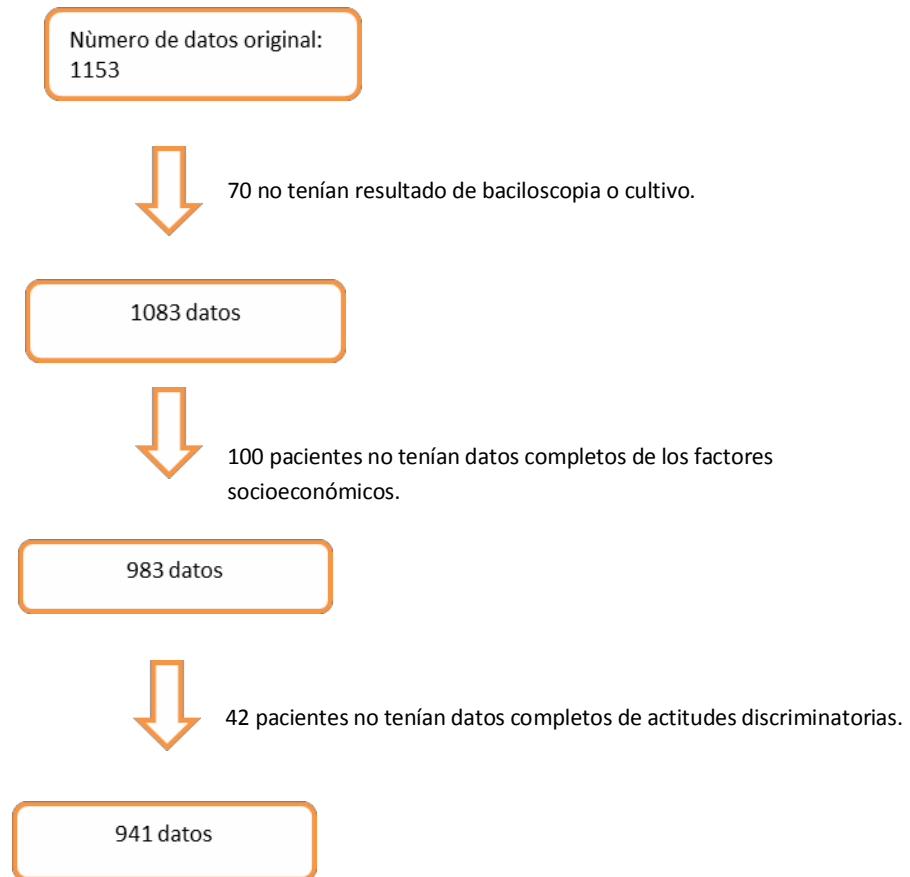 Nùmero de datos original:
1153
70 no tenían resultado de baciloscopia o cultivo.
1083 datos
100 pacientes no tenían datos completos de los factores
socioeconómicos.
983 datos
42 pacientes no tenían datos completos de actitudes discriminatorias.
941 datos